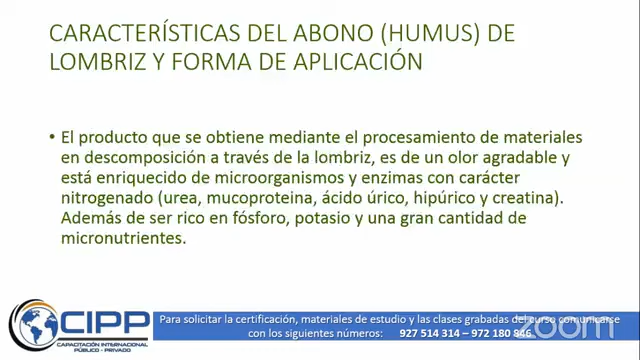 CARACTERÍSTICAS DEL ABONO (HUMUS) DE
LOMBRIZ Y FORMA DE APLICACIÓN
• El producto que se obtiene mediante el procesamiento de materiales
en descomposición a través de la lombriz, es de un olor agradable y
está enriquecido de microorganismos y enzimas con carácter
nitrogenado (urea, mucoproteina, ácido úrico, hipúrico y creatina).
Además de ser rico en fósforo, potasio y una gran cantidad de
micronutrientes.
CIPP
CAPACITACIÓN INTERNACIONAL
PÚBLICO - PRIVADO
Para solicitar la certificación, materiales de estudio y las clases grabadas del curso comunicarse
con los siguientes números: 927 514 314 – 972 180 846
zoom